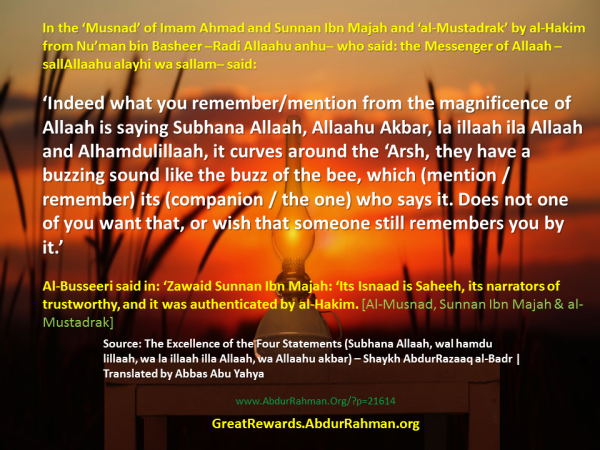 In the ‘Musnad’ of Imam Ahmad and Sunnan Ibn Majah and ‘al-Mustadrak’ by al-Hakim
from Nu’man bin Basheer –Radi Allaahu anhu– who said: the Messenger of Allaah –
sallAllaahu alayhi wa sallam– said:
‘Indeed what you remember/mention from the magnificence of
Allaah is saying Subhana Allaah, Allaahu Akbar, la illaah ila Allaah
and Alhamdulillaah, it curves around the ‘Arsh, they have a
buzzing sound like the buzz of the bee, which (mention /
remember) its (companion / the one) who says it. Does not one
of you want that, or wish that someone still remembers you by
it.’
Al-Busseeri said in: ‘Zawaid Sunnan Ibn Majah: ‘Its Isnaad is Saheeh, its narrators of
trustworthy, and it was authenticated by al-Hakim. [Al-Musnad, Sunnan Ibn Majah & al-
Mustadrak]
Source: The Excellence of the Four Statements (Subhana Allaah, wal hamdu
lillaah, wa la illaah illa Allaah, wa Allaahu akbar) – Shaykh AbdurRazaaq al-Badr |
Translated by Abbas Abu Yahya
www.AbdurRahman.Org/?p=21614
GreatRewards.AbdurRahman.org